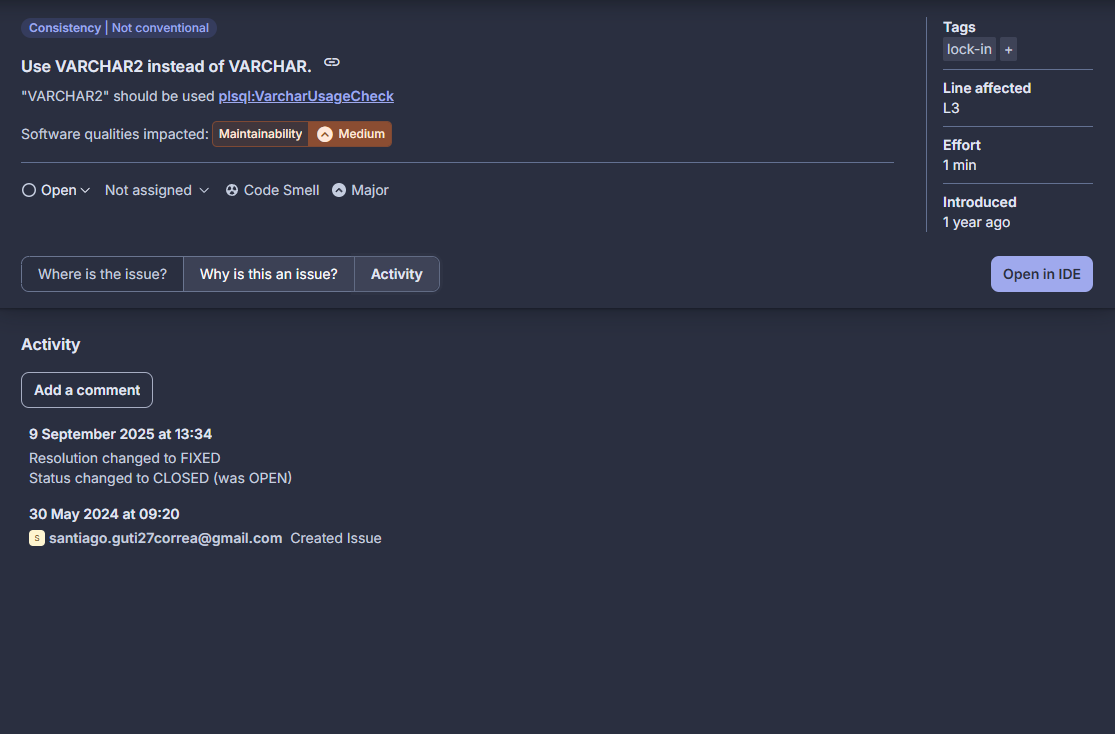 Consistency | Not conventional
Use VARCHAR2 instead of VARCHAR.
"VARCHAR2" should be used plsql:VarcharUsageCheck
Software qualities impacted: Maintainability Medium
Open Not assigned Code Smell Major
Tags
lock-in +
Line affected
L3
Effort
1 min
Introduced
1 year ago
Where is the issue? Why is this an issue? Activity
Open in IDE
Activity
Add a comment
9 September 2025 at 13:34
Resolution changed to FIXED
Status changed to CLOSED (was OPEN)
30 May 2024 at 09:20
S santiago.guti27correa@gmail.com Created Issue